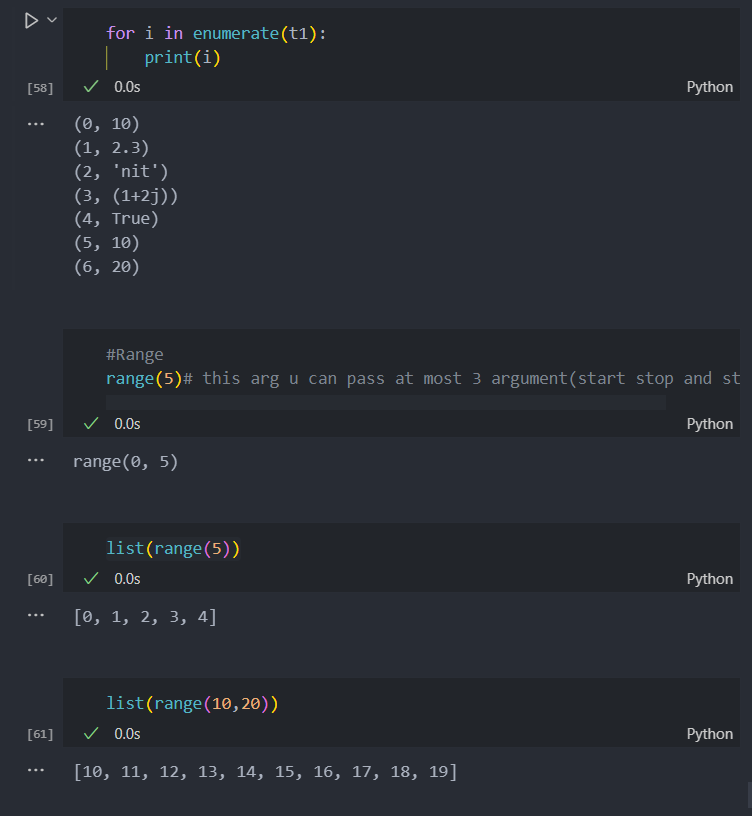 for i in enumerate(t1):
print(i)
[58] 0.0s Python
... (0, 10)
(1, 2.3)
(2, 'nit')
(3, (1+2j))
(4, True)
(5, 10)
(6, 20)
#Range
range(5)# this arg u can pass at most 3 argument(start stop and st
[59] 0.0s Python
... range(0, 5)
list(range(5))
[60] 0.0s Python
... [0, 1, 2, 3, 4]
list(range(10,20))
[61] 0.0s Python
... [10, 11, 12, 13, 14, 15, 16, 17, 18, 19]